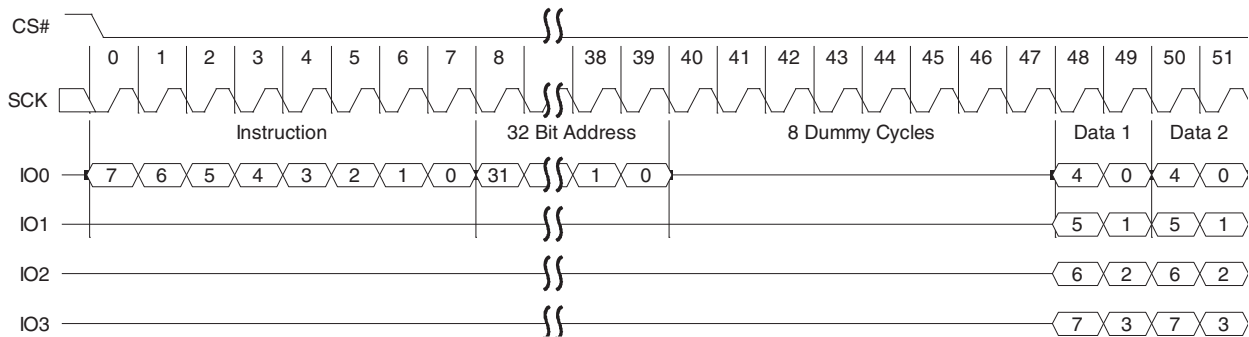 CS#
0 1 2 3 4 5 6 7 8 38 39 40 41 42 43 44 45 46 47 48 49 50 51
SCK
Instruction 32 Bit Address 8 Dummy Cycles Data 1 Data 2
IO0 7 6 5 4 3 2 1 0 31 1 0 4 0 4 0
IO1 5 1 5 1
IO2 6 2 6 2
IO3 7 3 7 3